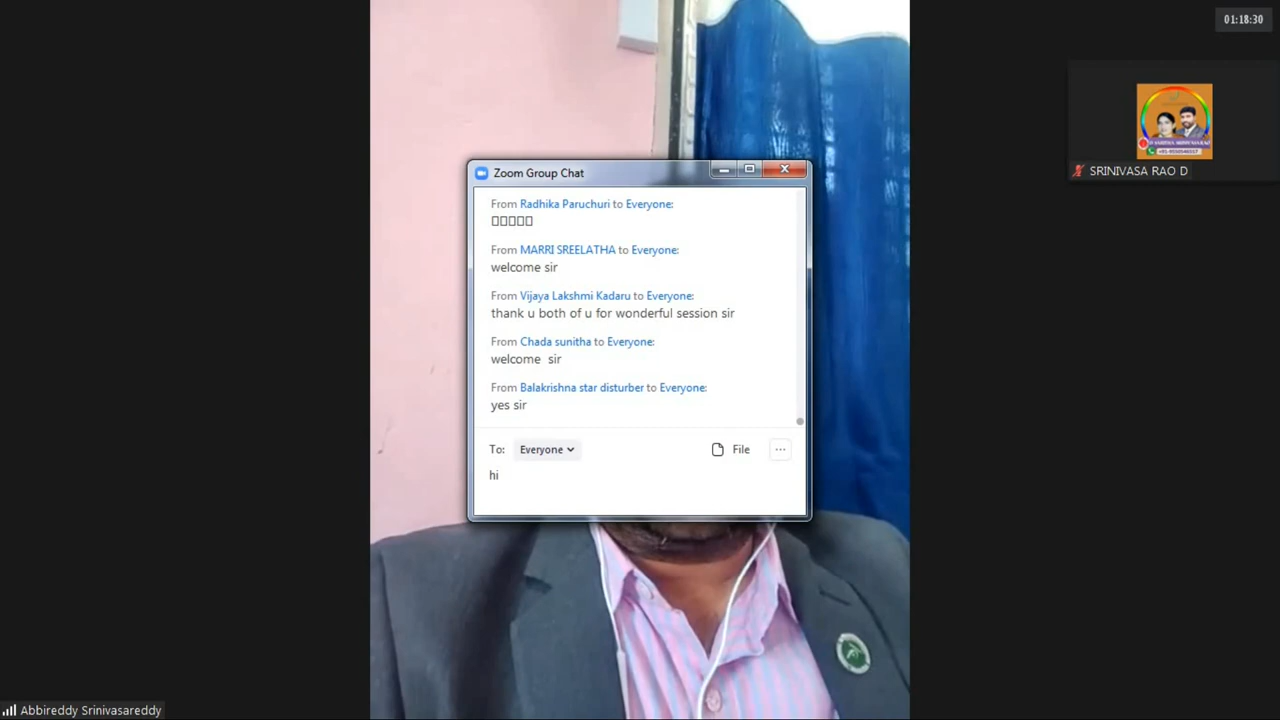 01:18:30
SRINIVASA RAO D
Zoom Group Chat
From Radhika Paruchuri to Everyone:
From MARRI SREELATHA to Everyone:
welcome sir
From Vijaya Lakshmi Kadaru to Everyone:
thank u both of u for wonderful session sir
From Chada sunitha to Everyone:
welcome  sir
From Balakrishna star disturber to Everyone:
yes sir
To: Everyone File ...
hi
Abbireddy Srinivasareddy